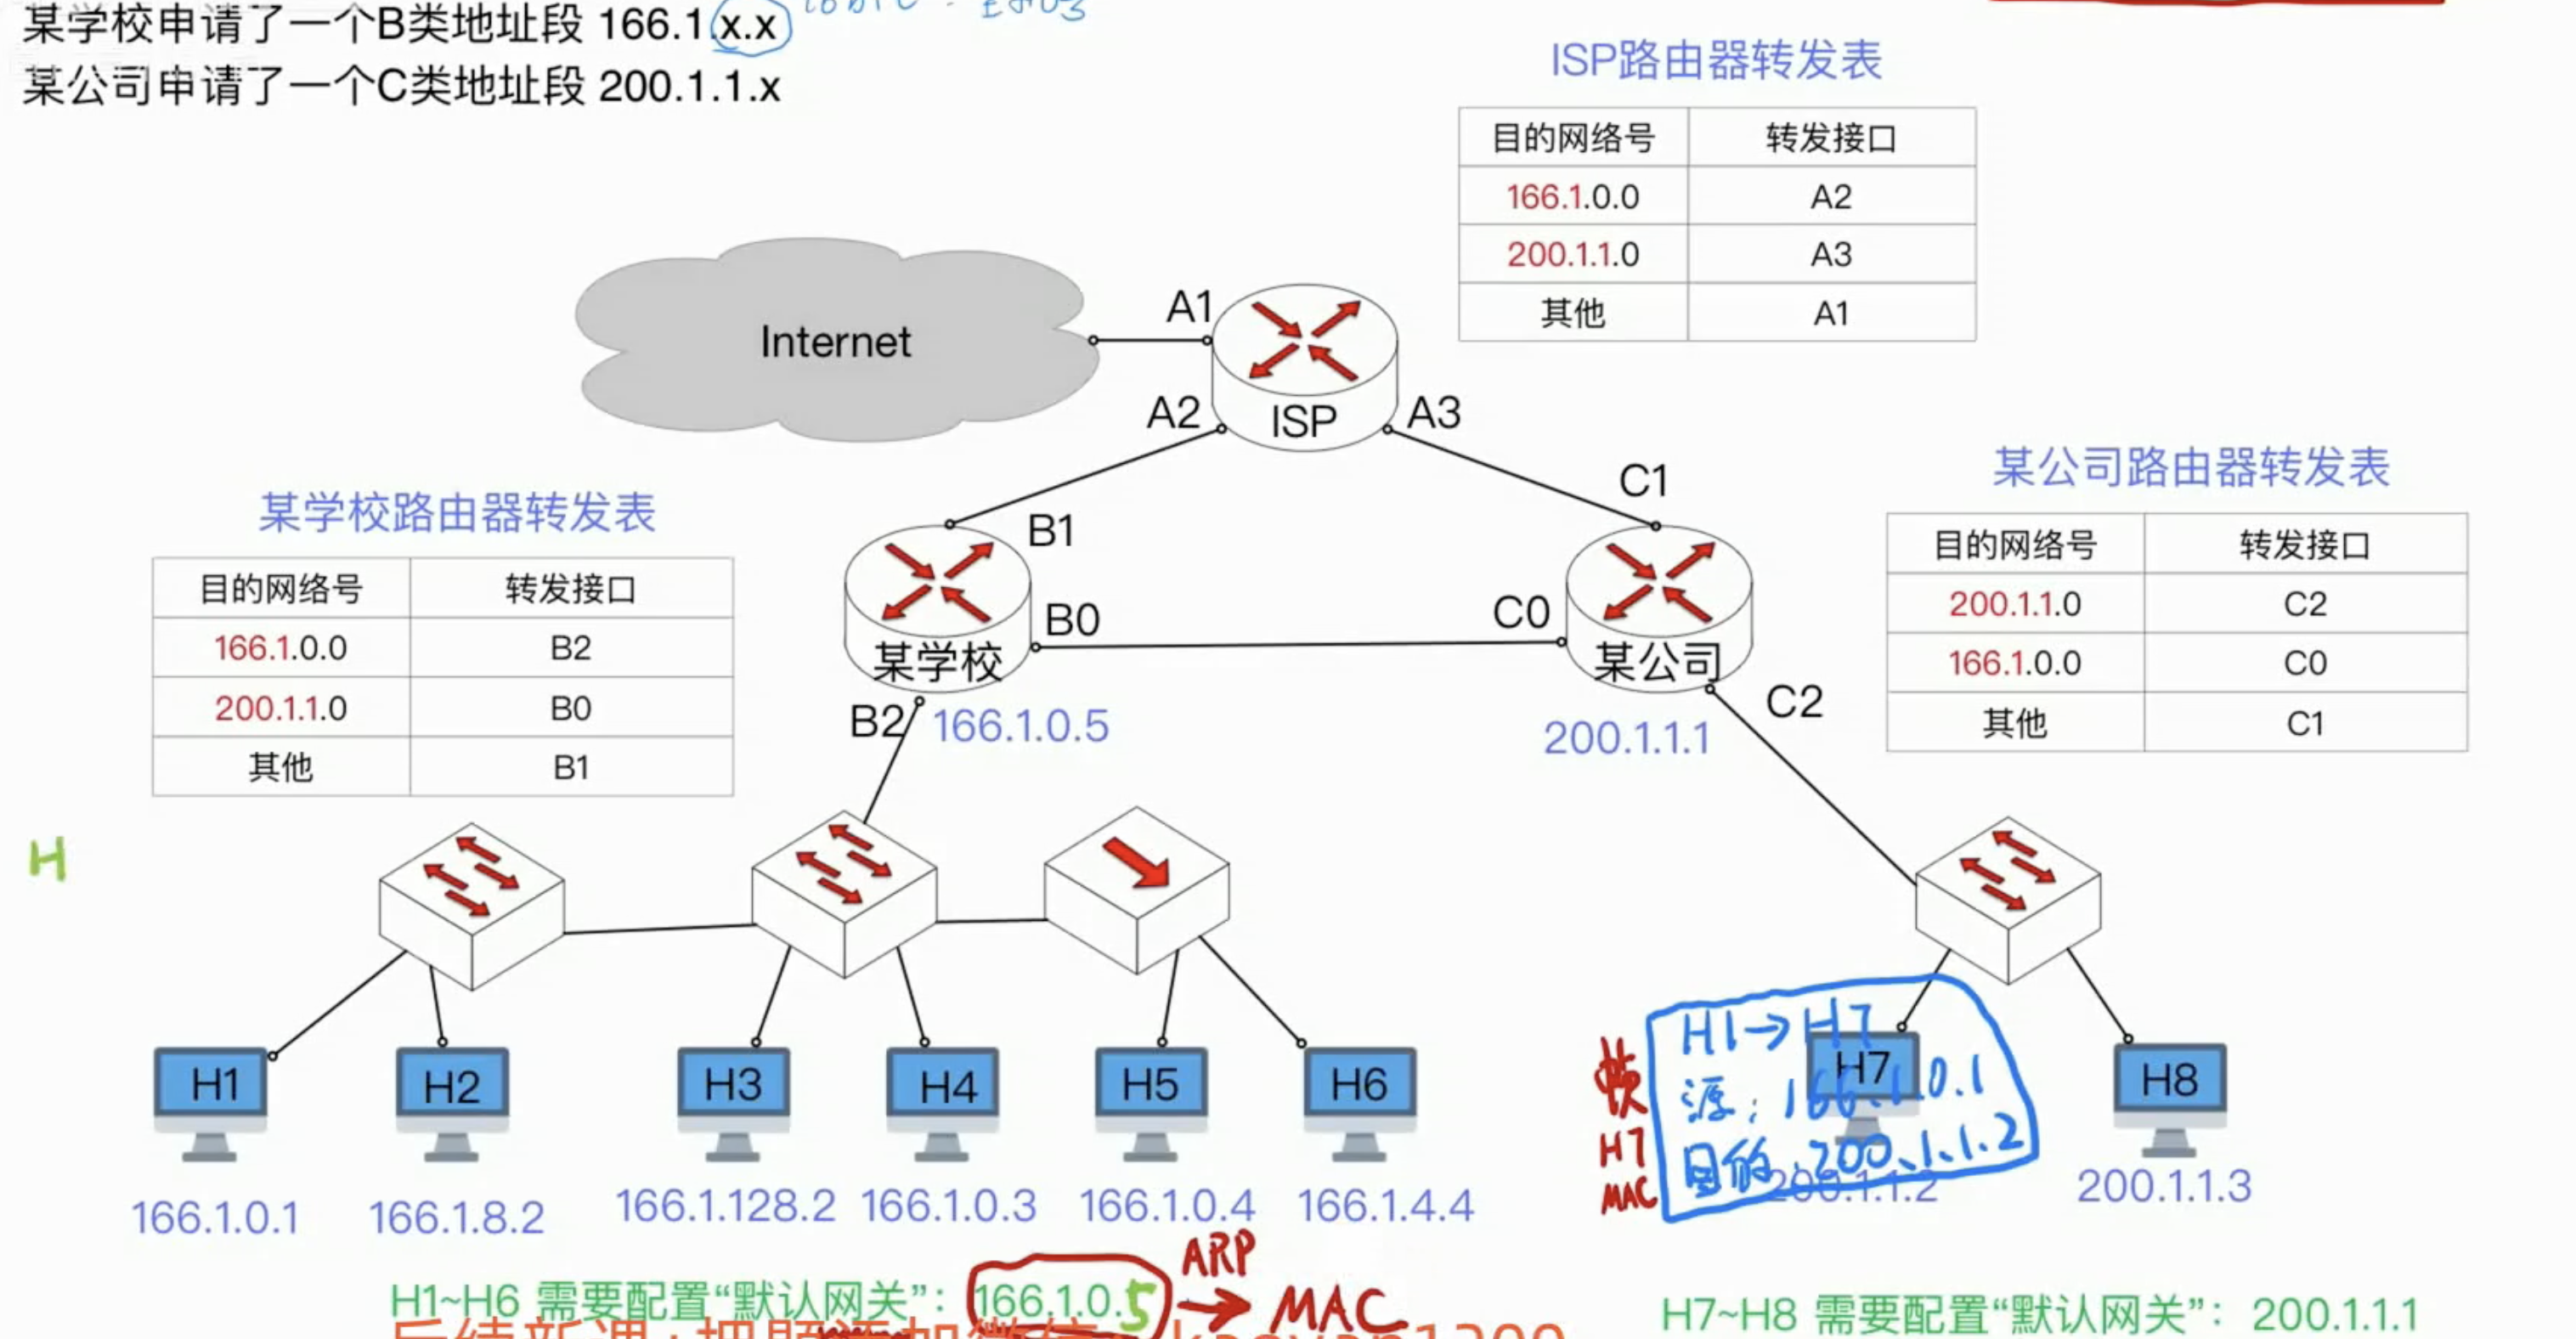 某学校申请了一个B类地址段 166.1.x.x
某公司申请了一个C类地址段 200.1.1.x
ISP路由器转发表
目的网络号 转发接口
166.1.0.0 A2
200.1.1.0 A3
其他 A1
Internet
A1
A2
ISP
A3
某学校路由器转发表
目的网络号 转发接口
166.1.0.0 B2
200.1.1.0 B0
其他 B1
B1
B0
某学校
B2
166.1.0.5
C1
C0
某公司
C2
200.1.1.1
某公司路由器转发表
目的网络号 转发接口
200.1.1.0 C2
166.1.0.0 C0
其他 C1
H
H1
H2
H3
H4
H5
H6
H7
H8
H1→H7
源：166.1.0.1
目的：200.1.1.2
H7
MAC
166.1.0.1
166.1.8.2
166.1.128.2
166.1.0.3
166.1.0.4
166.1.4.4
200.1.1.2
200.1.1.3
H1~H6 需要配置“默认网关”：166.1.0.5
ARP
→ MAC
H7~H8 需要配置“默认网关”：200.1.1.1